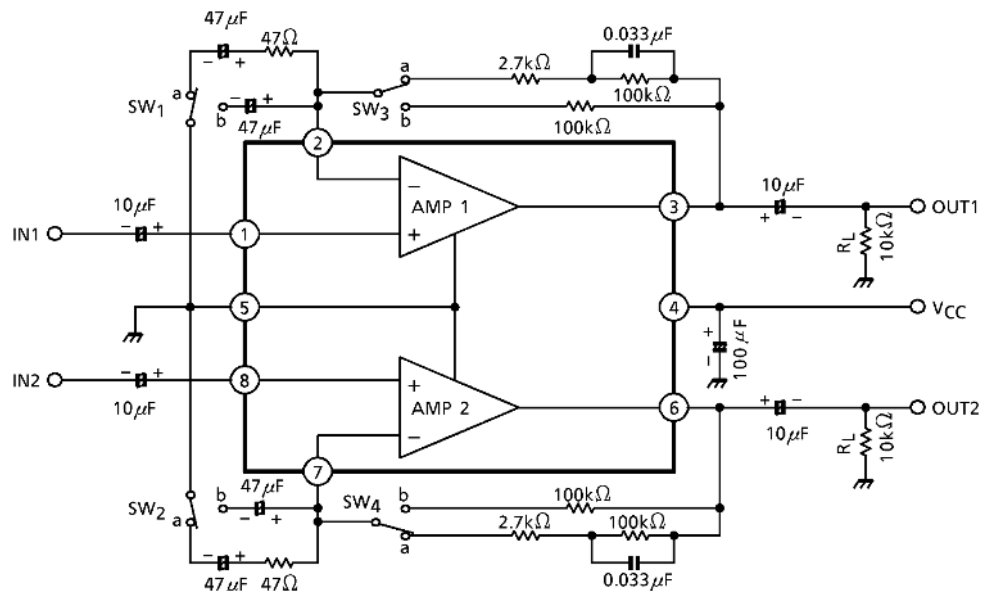 47μF
47Ω
0.033μF
2.7kΩ
a
100kΩ
SW3
b
100kΩ
a
SW1
b
47μF
2
10μF
IN1
1
AMP 1
3
10μF
OUT1
RL
10kΩ
5
4
VCC
100μF
IN2
10μF
8
AMP 2
6
10μF
OUT2
RL
10kΩ
7
SW2
a
b
47μF
SW4
b
a
100kΩ
2.7kΩ
100kΩ
0.033μF
47μF
47Ω
− +
− +
−
+
− +
+ −
+
−
− +
+
−
+ −
− +
− +